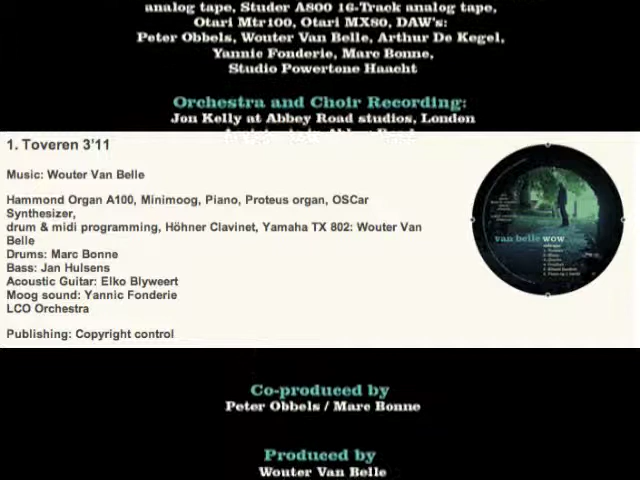 analog tape, Studer A800 16-Track analog tape,
Otari Mtr100, Otari MX80, DAW's:
Peter Obbels, Wouter Van Belle, Arthur De Kegel,
Yannic Fonderie, Marc Bonne,
Studio Powertone Haacht
Orchestra and Choir Recording:
Jon Kelly at Abbey Road studios, London
1. Toveren 3'11
Music: Wouter Van Belle
Hammond Organ A100, Minimoog, Piano, Proteus organ, OSCar
Synthesizer,
drum & midi programming, Höhner Clavinet, Yamaha TX 802: Wouter Van
Belle
Drums: Marc Bonne
Bass: Jan Hulsens
Acoustic Guitar: Elko Blyweert
Moog sound: Yannic Fonderie
LCO Orchestra
Publishing: Copyright control
van belle wow
Co-produced by
Peter Obbels / Marc Bonne
Produced by
Wouter Van Belle